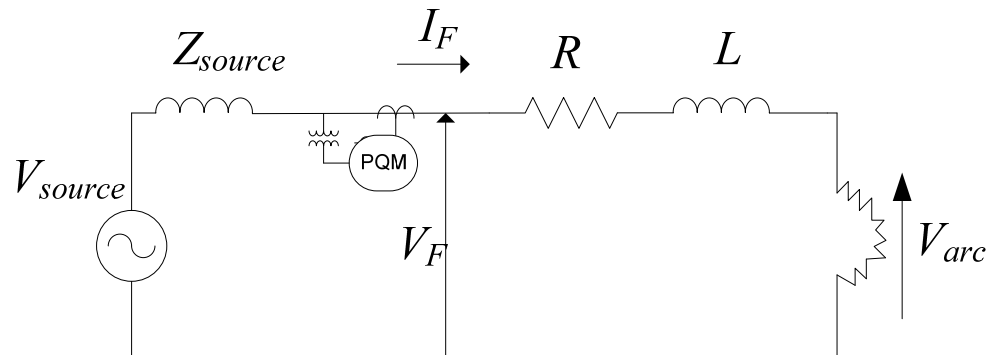 I_F
Z_source
R
L
PQM
V_source
V_F
V_arc